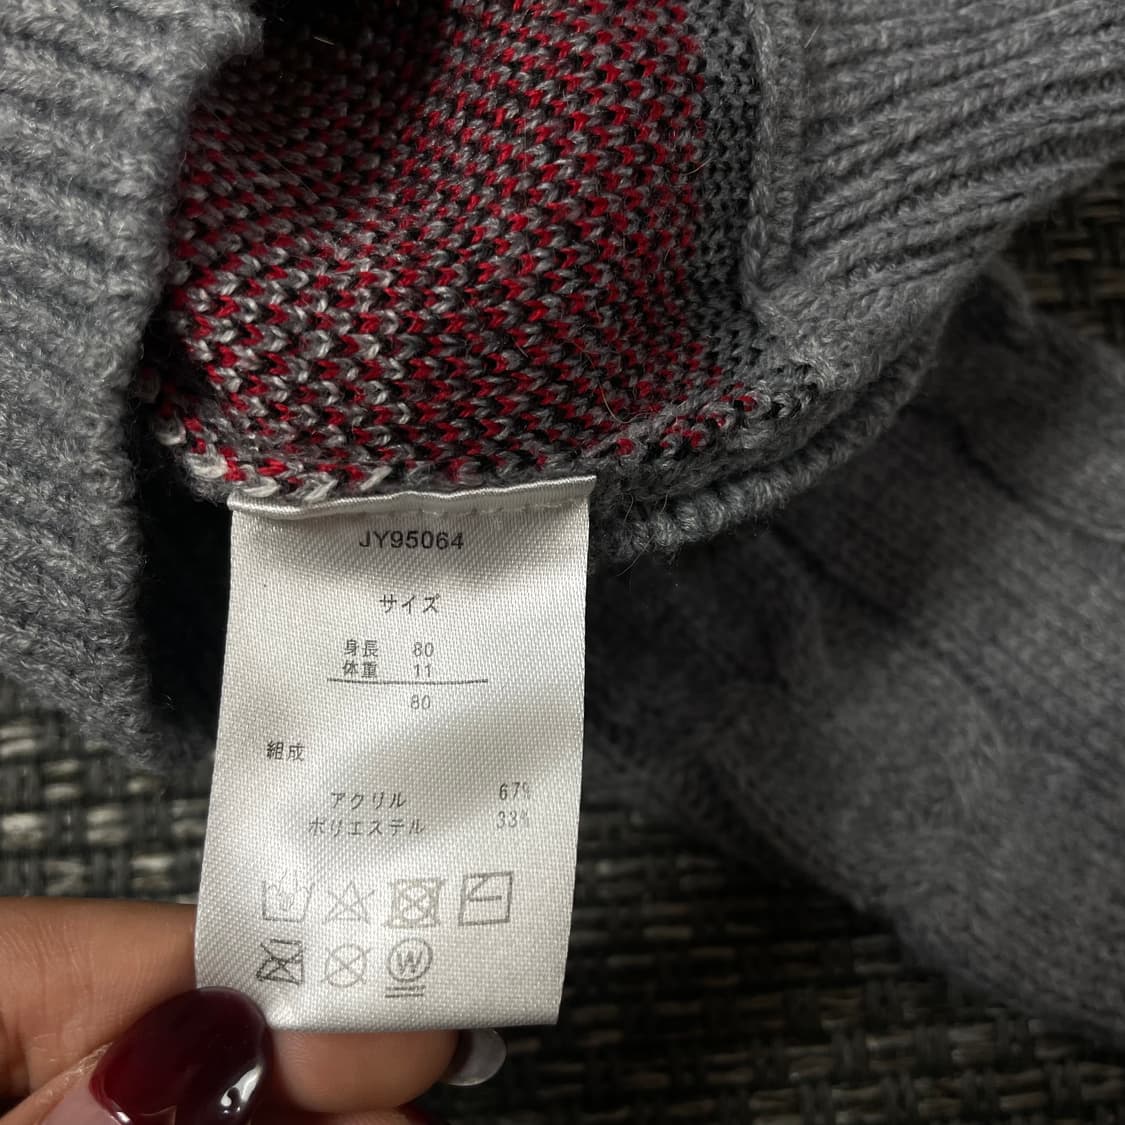 JY95064
サイズ
身長 80
体重 11
80
組成
アクリル 67%
ポリエステル 33%
W